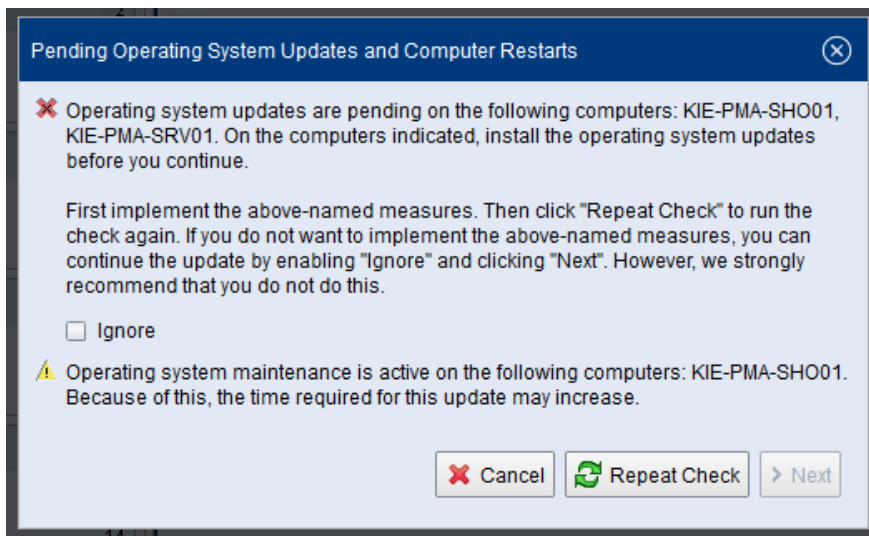 2
Pending Operating System Updates and Computer Restarts
Operating system updates are pending on the following computers: KIE-PMA-SHO01,
KIE-PMA-SRV01. On the computers indicated, install the operating system updates
before you continue.
First implement the above-named measures. Then click "Repeat Check" to run the
check again. If you do not want to implement the above-named measures, you can
continue the update by enabling "Ignore" and clicking "Next". However, we strongly
recommend that you do not do this.
Ignore
Operating system maintenance is active on the following computers: KIE-PMA-SHO01.
Because of this, the time required for this update may increase.
Cancel
Repeat Check
Next
14